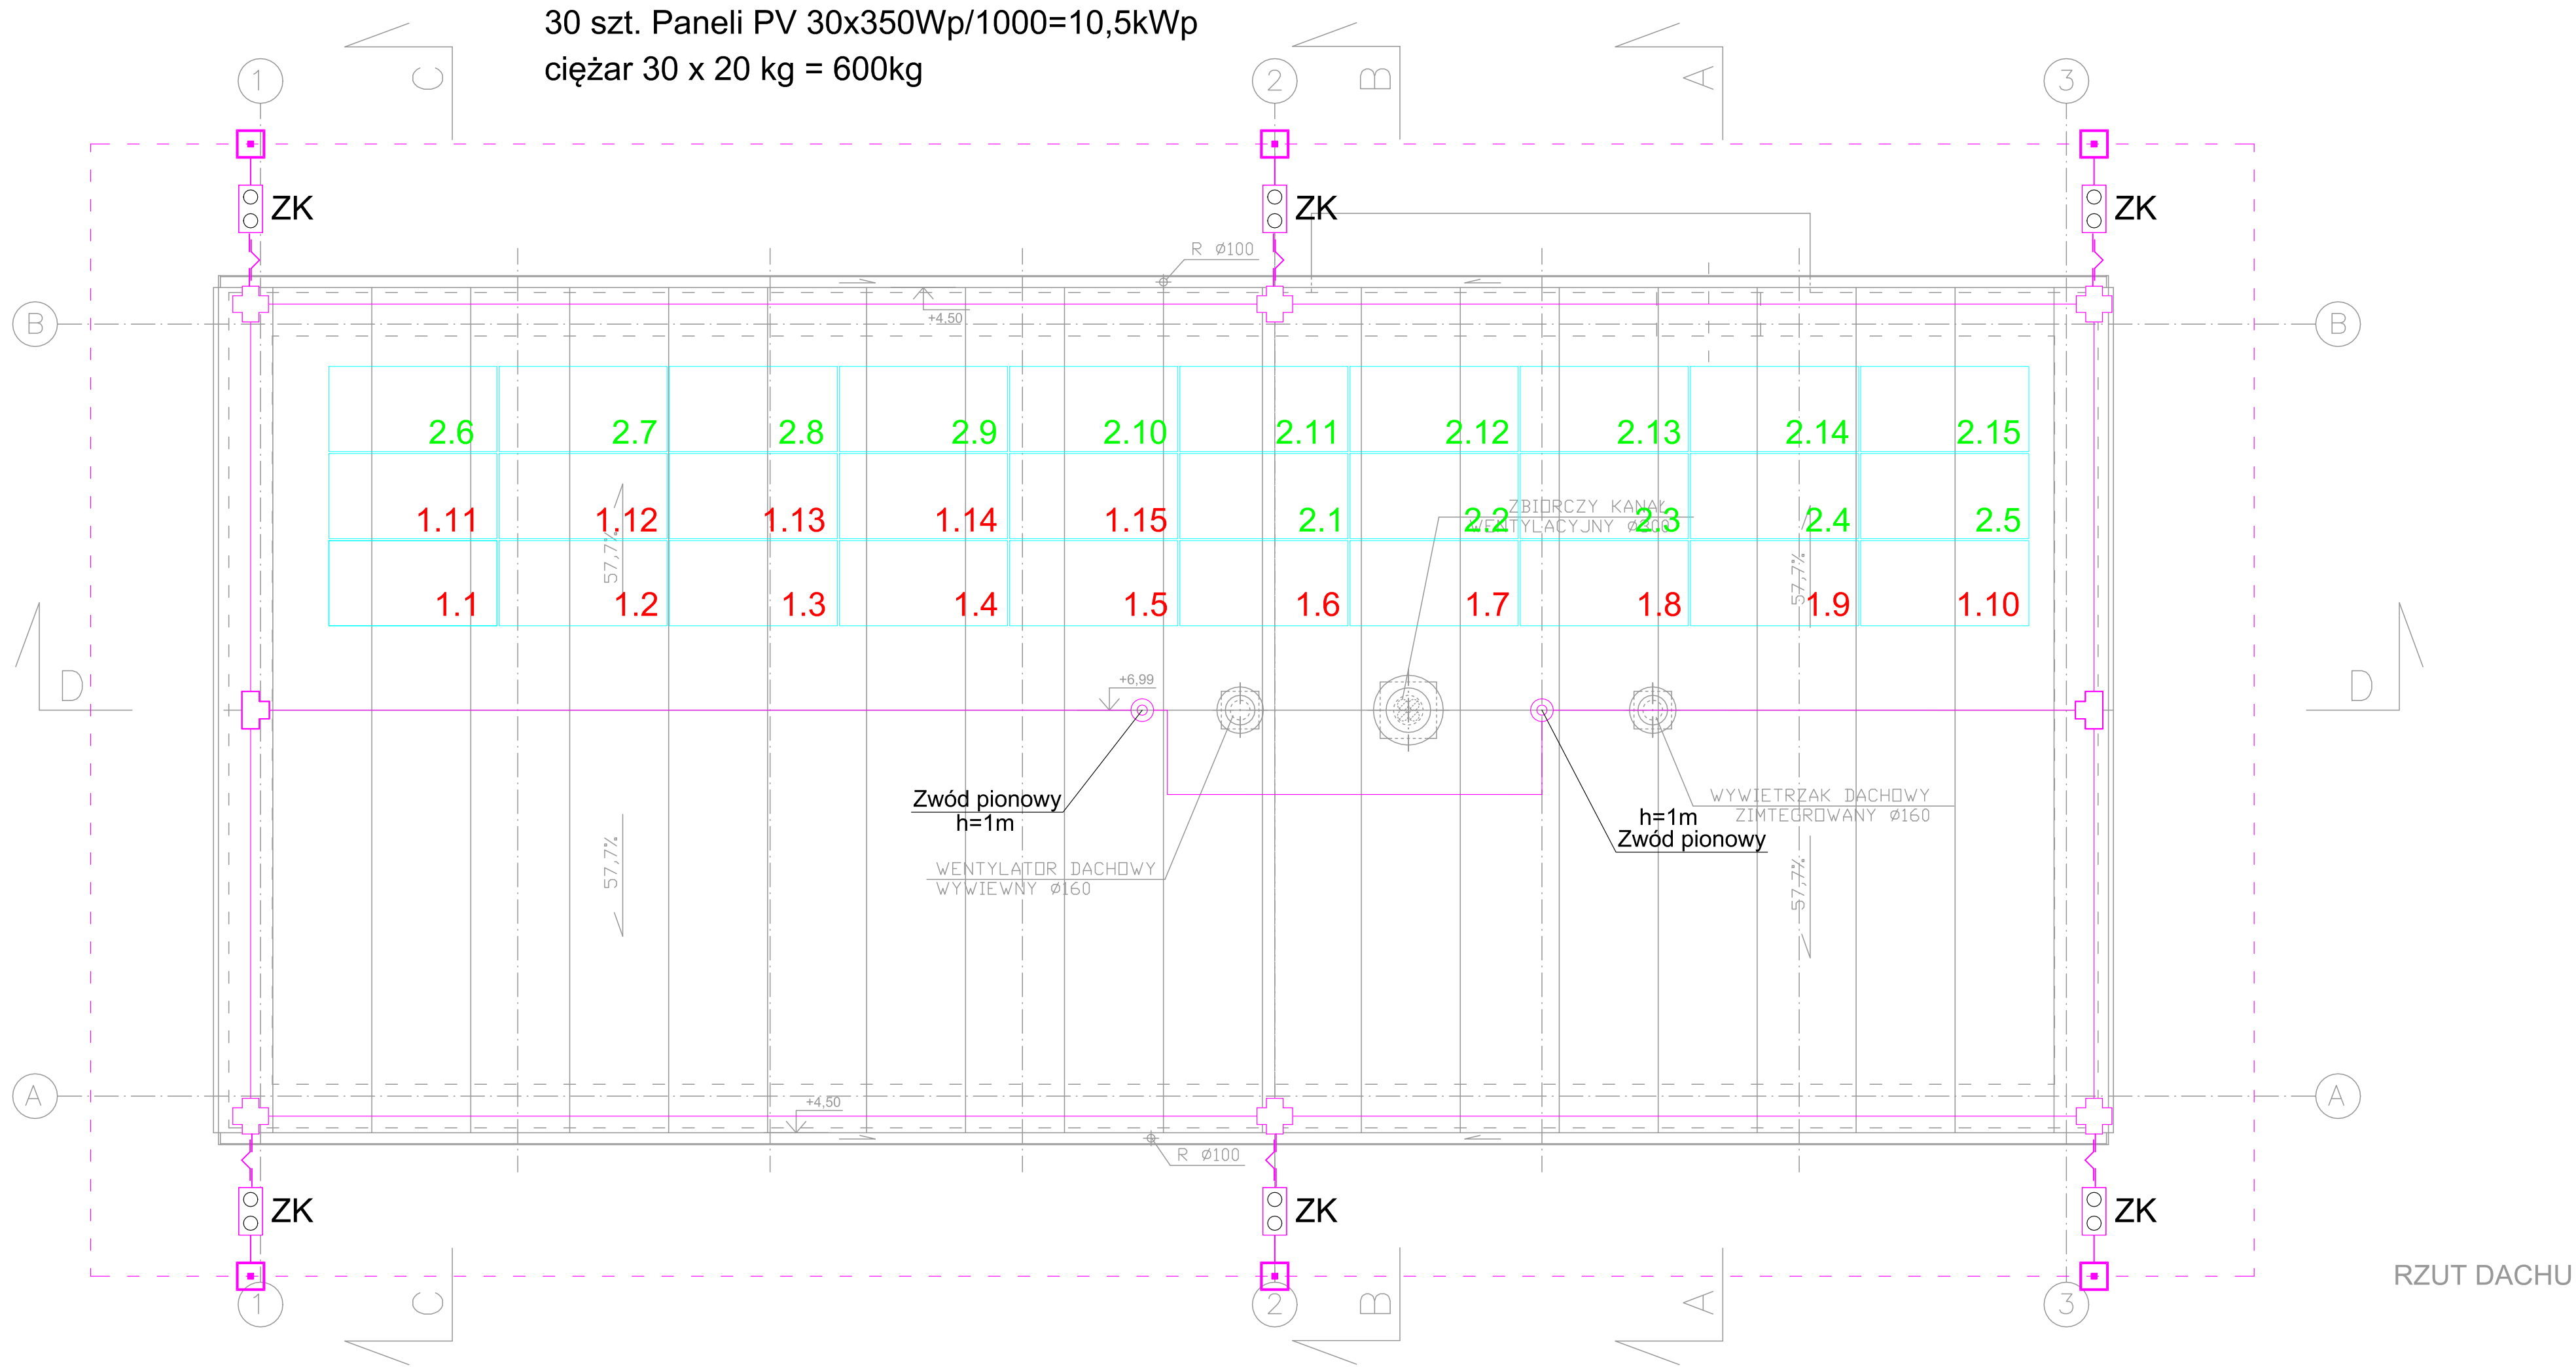 30 szt. Paneli PV 30x350Wp/1000=10,5kWp
ciężar 30 x 20 kg = 600kg
C
B
A
1
2
3
ZK
ZK
ZK
R ø100
+4,50
B
B
2.6
2.7
2.8
2.9
2.10
2.11
2.12
2.13
2.14
2.15
ZBIORCZY KANAŁ
WENTYLACYJNY ø300
1.11
1.12
1.13
1.14
1.15
2.1
2.2
2.3
2.4
2.5
57,7%
57,7%
1.1
1.2
1.3
1.4
1.5
1.6
1.7
1.8
1.9
1.10
D
D
+6,99
Zwód pionowy
h=1m
WYWIETRZAK DACHOWY
ZIMTEGROWANY ø160
h=1m
Zwód pionowy
57,7%
57,7%
WENTYLATOR DACHOWY
WYWIEWNY ø160
A
A
+4,50
R ø100
ZK
ZK
ZK
RZUT DACHU
1
2
3
C
B
A